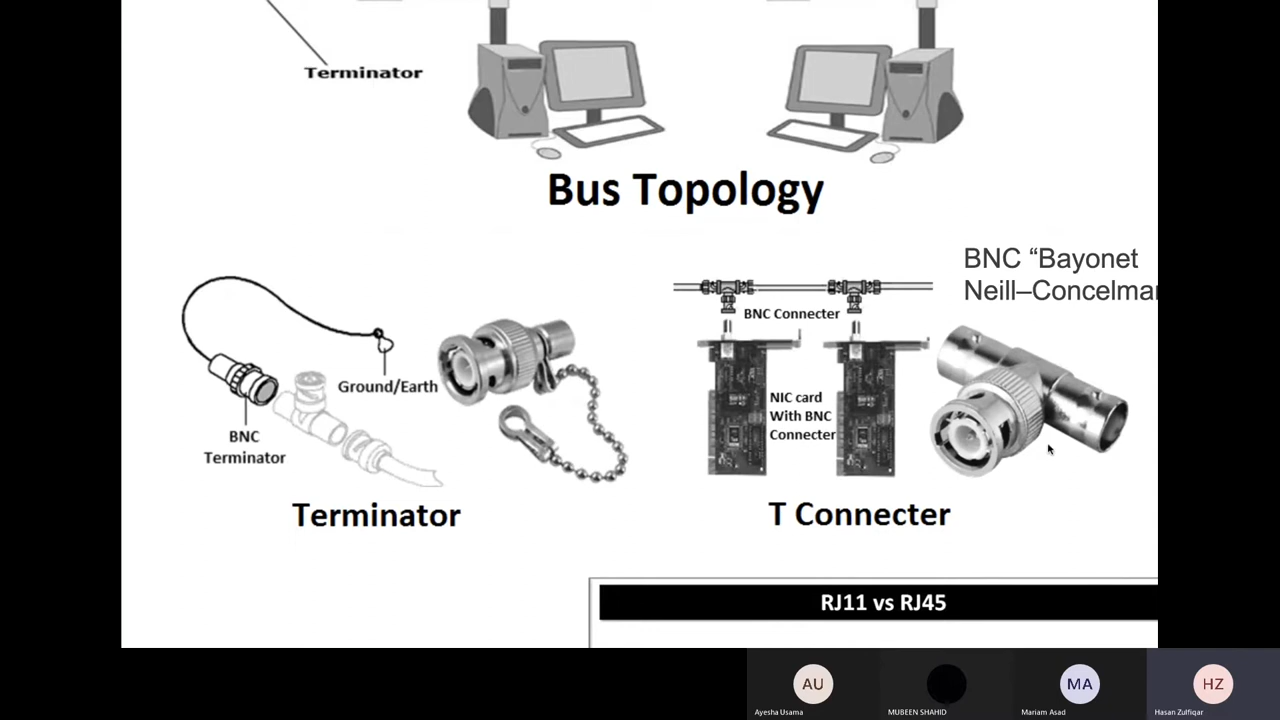 Terminator
Bus Topology
BNC “Bayonet
Neill–Concelman
BNC Connecter
Ground/Earth
NIC card
With BNC
Connecter
BNC
Terminator
Terminator
T Connecter
RJ11 vs RJ45
AU
MA
HZ
Ayesha Usama
MUBEEN SHAHID
Mariam Asad
Hasan Zulfiqar